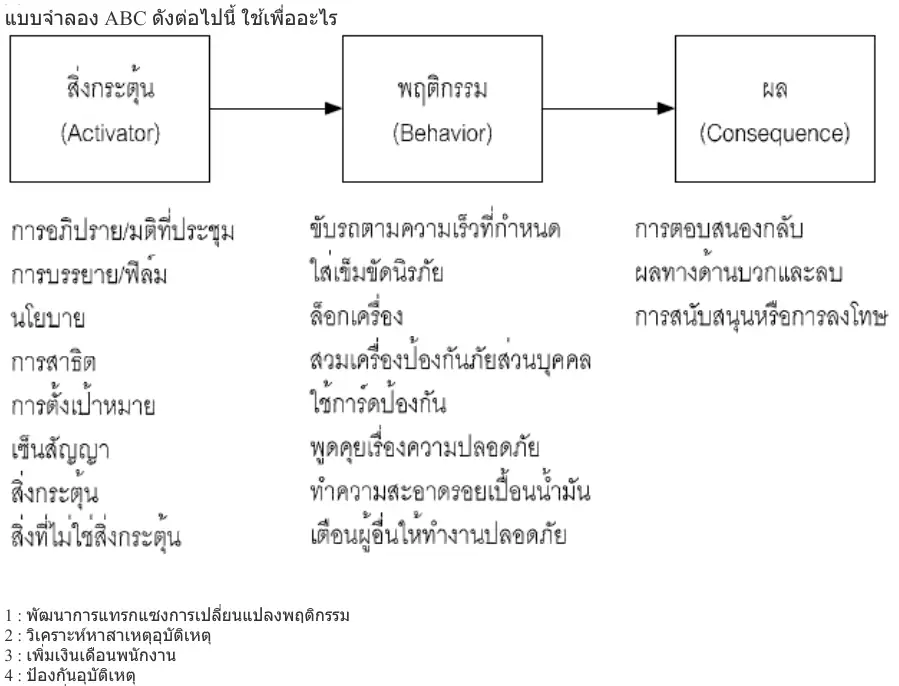 แบบจำลอง ABC ดังต่อไปนี้ ใช้เพื่ออะไร
สิ่งกระตุ้น
(Activator)
พฤติกรรม
(Behavior)
ผล
(Consequence)
การอภิปราย/มติที่ประชุม
การบรรยาย/ฟิล์ม
นโยบาย
การสาธิต
การตั้งเป้าหมาย
เซ็นสัญญา
สิ่งกระตุ้น
สิ่งที่ไม่ใช่สิ่งกระตุ้น
ขับรถตามความเร็วที่กำหนด
ใส่เข็มขัดนิรภัย
ล็อกเครื่อง
สวมเครื่องป้องกันภัยส่วนบุคคล
ใช้การ์ดป้องกัน
พูดคุยเรื่องความปลอดภัย
ทำความสะอาดรอยเปื้อนน้ำมัน
เตือนผู้อื่นให้ทำงานปลอดภัย
การตอบสนองกลับ
ผลทางด้านบวกและลบ
การสนับสนุนหรือการลงโทษ
1 : พัฒนาการแทรกแซงการเปลี่ยนแปลงพฤติกรรม
2 : วิเคราะห์หาสาเหตุอุบัติเหตุ
3 : เพิ่มเงินเดือนพนักงาน
4 : ป้องกันอุบัติเหตุ